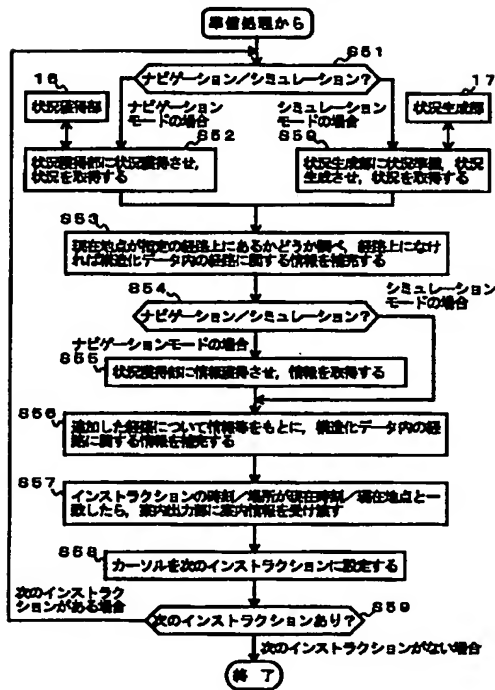 準備処理から
S51
ナビゲーション/シミュレーション?
16
状況獲得部
ナビゲーション
モードの場合
S52
状況獲得部に状況獲得させ,
状況を取得する
シミュレーション
モードの場合
17
状況生成部
状況生成部に状況準備, 状況
生成させ, 状況を取得する
S53
現在地点が指定の経路上にあるかどうか調べ, 経路上になけ
れば構造化データ内の経路に関する情報を補充する
S54
ナビゲーション/シミュレーション?
シミュレーション
モードの場合
ナビゲーションモードの場合
S55
状況獲得部に情報獲得させ, 情報を取得する
S56
追加した経路について情報等をもとに, 構造化データ内の経
路に関する情報を補充する
S57
インストラクションの時刻/場所が現在時刻/現在地点と一
致したら, 案内出力部に案内情報を受け渡す
S58
カーソルを次のインストラクションに設定する
次のインストラク
ションがある場合
S59
次のインストラクションあり?
次のインストラクションがない場合
終了